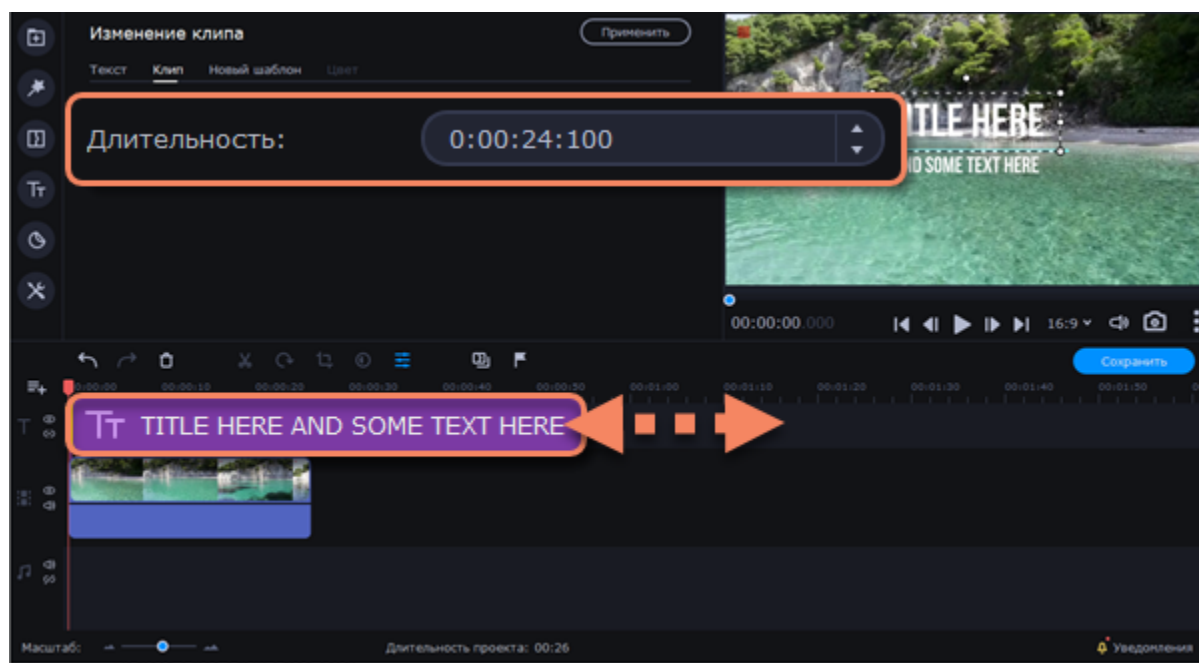 Изменение клипа
Применить
Текст Клип Новый шаблон Цвет
Длительность:
0:00:24:100
TLE HERE
ND SOME TEXT HERE
00:00:00.000
16:9
Сохранить
0:00:00 00:00:10 00:00:20 00:00:30 00:00:40 00:00:50 00:01:00 00:01:10 00:01:20 00:01:30 00:01:40 00:01:50
TITLE HERE AND SOME TEXT HERE
Масштаб:
Длительность проекта: 00:26
Уведомления